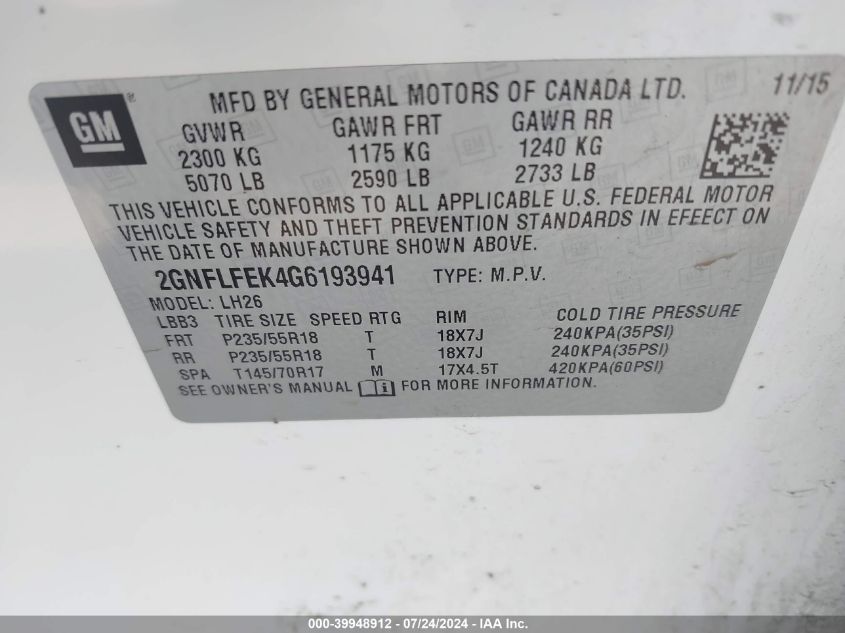 GM ®
MFD BY GENERAL MOTORS OF CANADA LTD. 11/15
GVWR GAWR FRT GAWR RR
2300 KG 1175 KG 1240 KG
5070 LB 2590 LB 2733 LB
THIS VEHICLE CONFORMS TO ALL APPLICABLE U.S. FEDERAL MOTOR
VEHICLE SAFETY AND THEFT PREVENTION STANDARDS IN EFFECT ON
THE DATE OF MANUFACTURE SHOWN ABOVE.
2GNFLFEK4G6193941 TYPE: M.P.V.
MODEL: LH26
LBB3 TIRE SIZE SPEED RTG RIM COLD TIRE PRESSURE
FRT P235/55R18 T 18X7J 240KPA(35PSI)
RR P235/55R18 T 18X7J 240KPA(35PSI)
SPA T145/70R17 M 17X4.5T 420KPA(60PSI)
SEE OWNER'S MANUAL FOR MORE INFORMATION
000-39948912 - 07/24/2024 - IAA Inc.